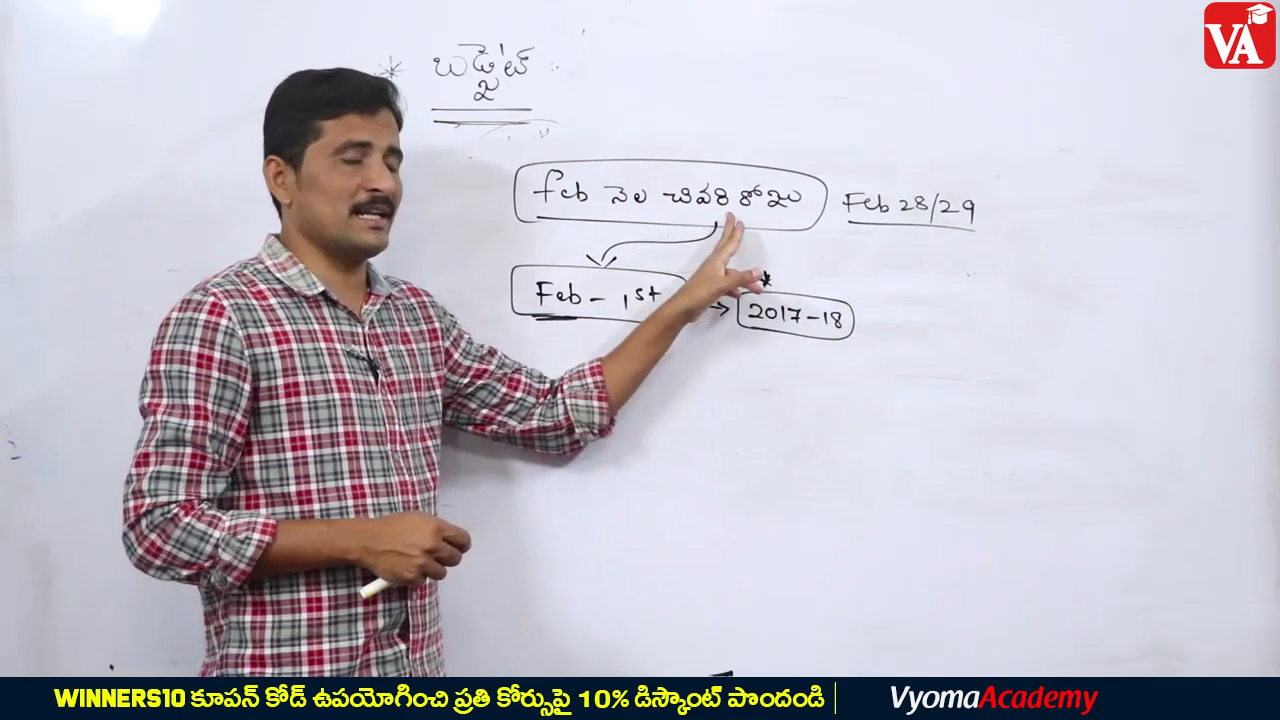 VA
* బడ్జెట్ :
feb నెల చివరి రోజు Feb 28/29
Feb - 1st → * 2017-18
WINNERS10 కూపన్ కోడ్ ఉపయోగించి ప్రతి కోర్సుపై 10% డిస్కౌంట్ పొందండి | VyomaAcademy